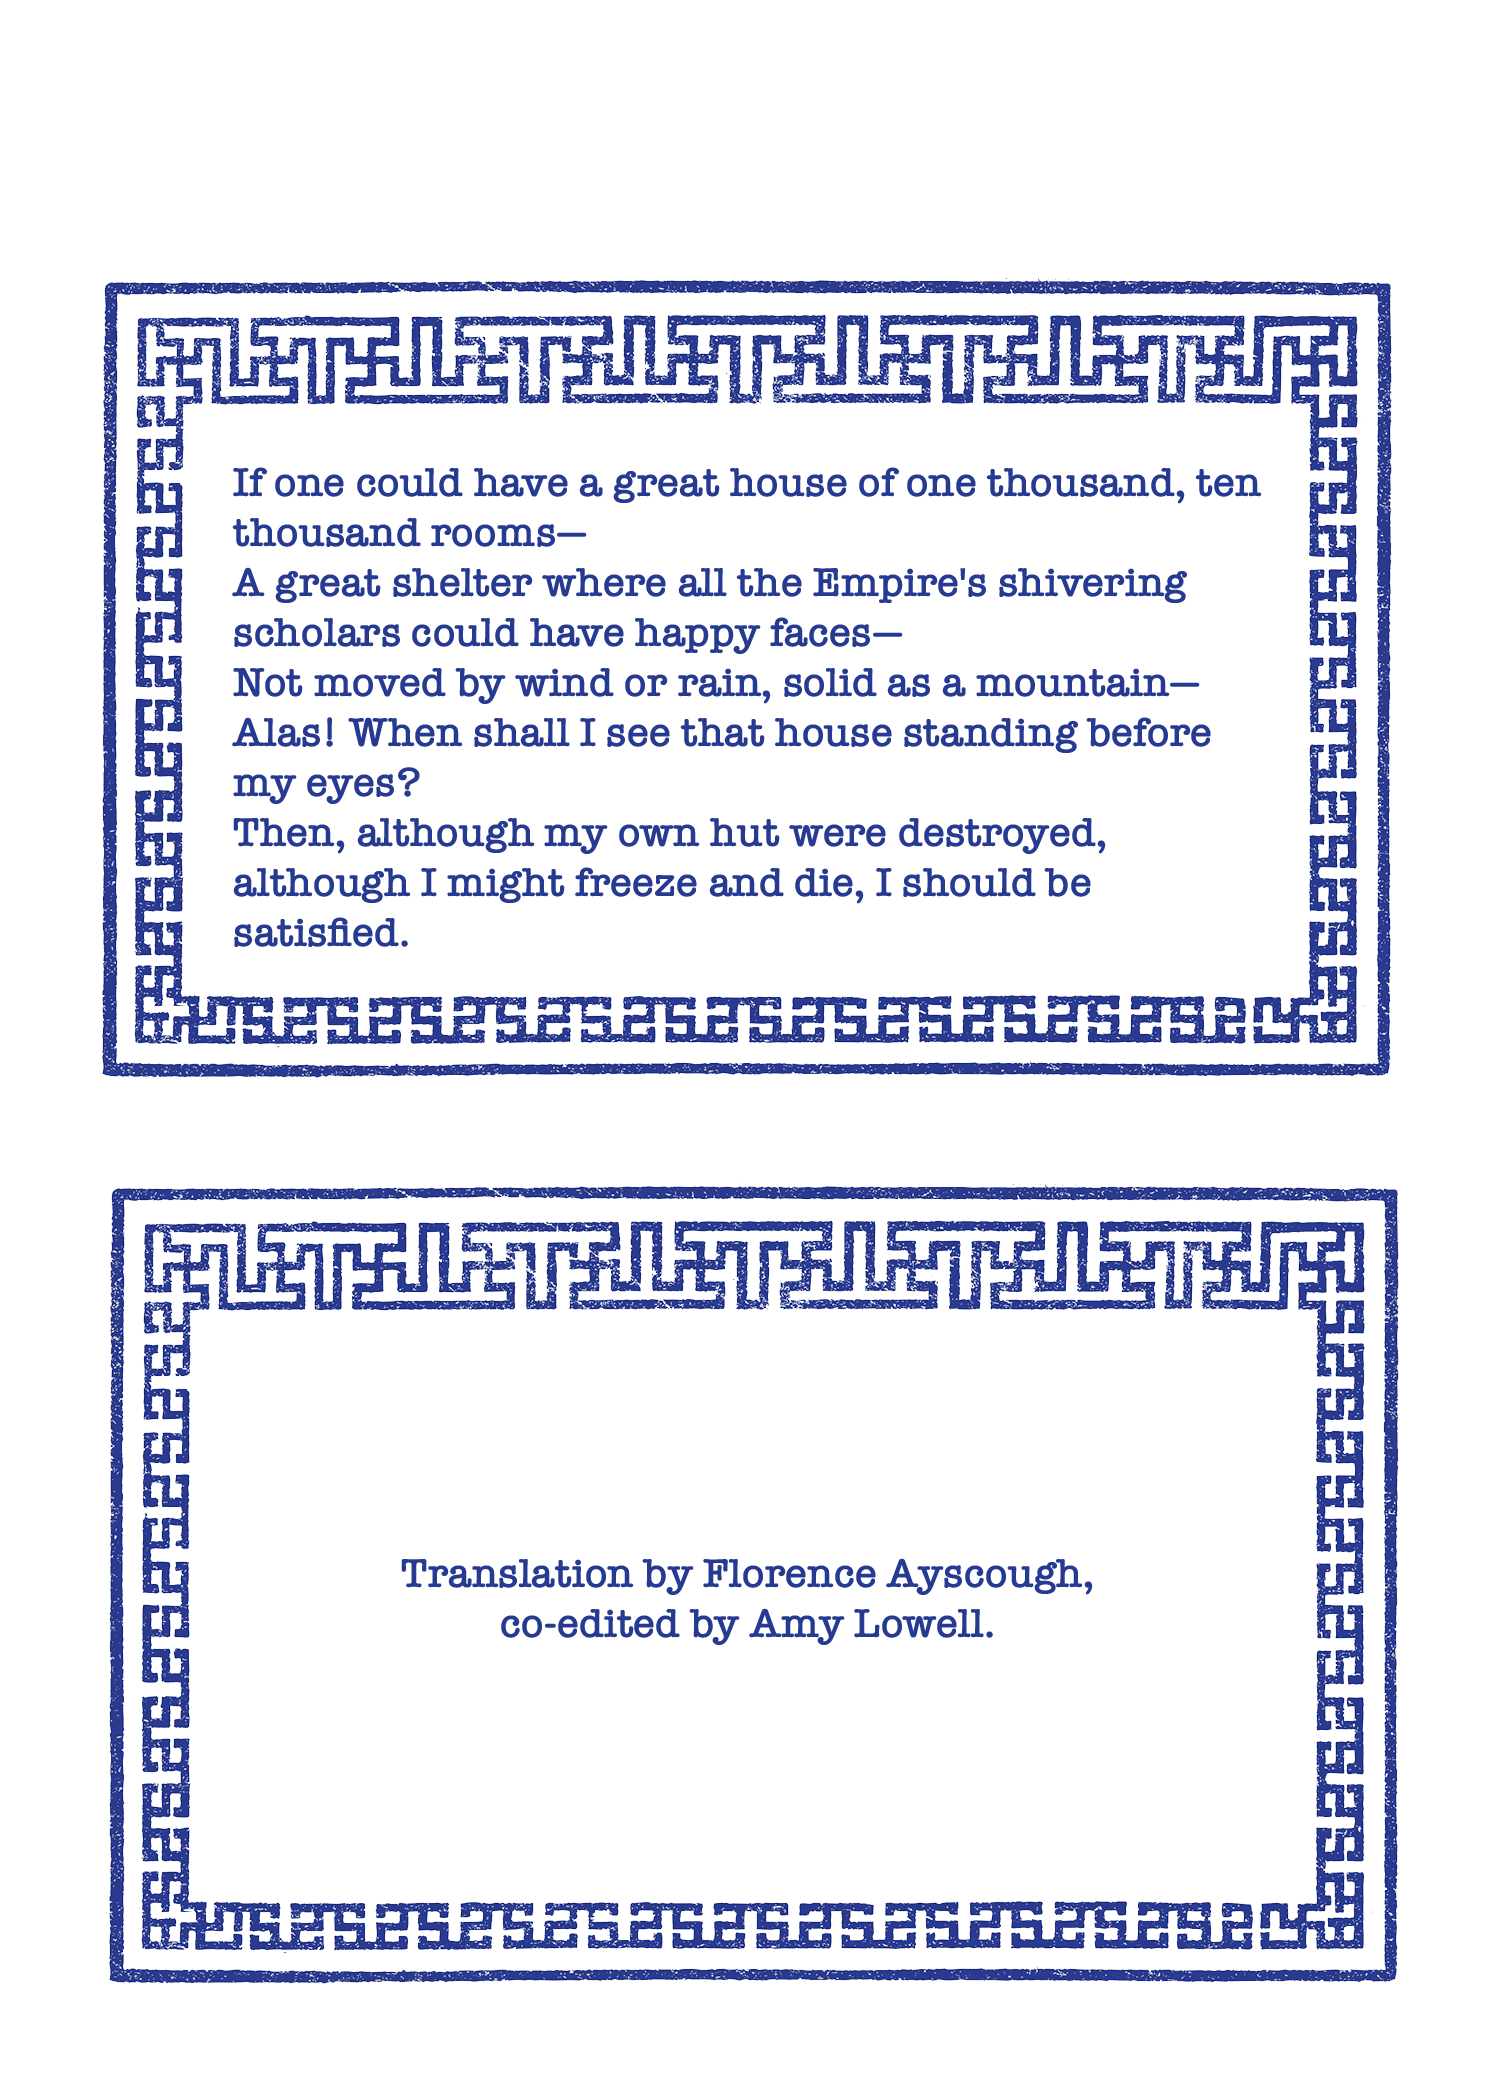 If one could have a great house of one thousand, ten
thousand rooms—
A great shelter where all the Empire's shivering
scholars could have happy faces—
Not moved by wind or rain, solid as a mountain—
Alas! When shall I see that house standing before
my eyes?
Then, although my own hut were destroyed,
although I might freeze and die, I should be
satisfied.
Translation by Florence Ayscough,
co-edited by Amy Lowell.